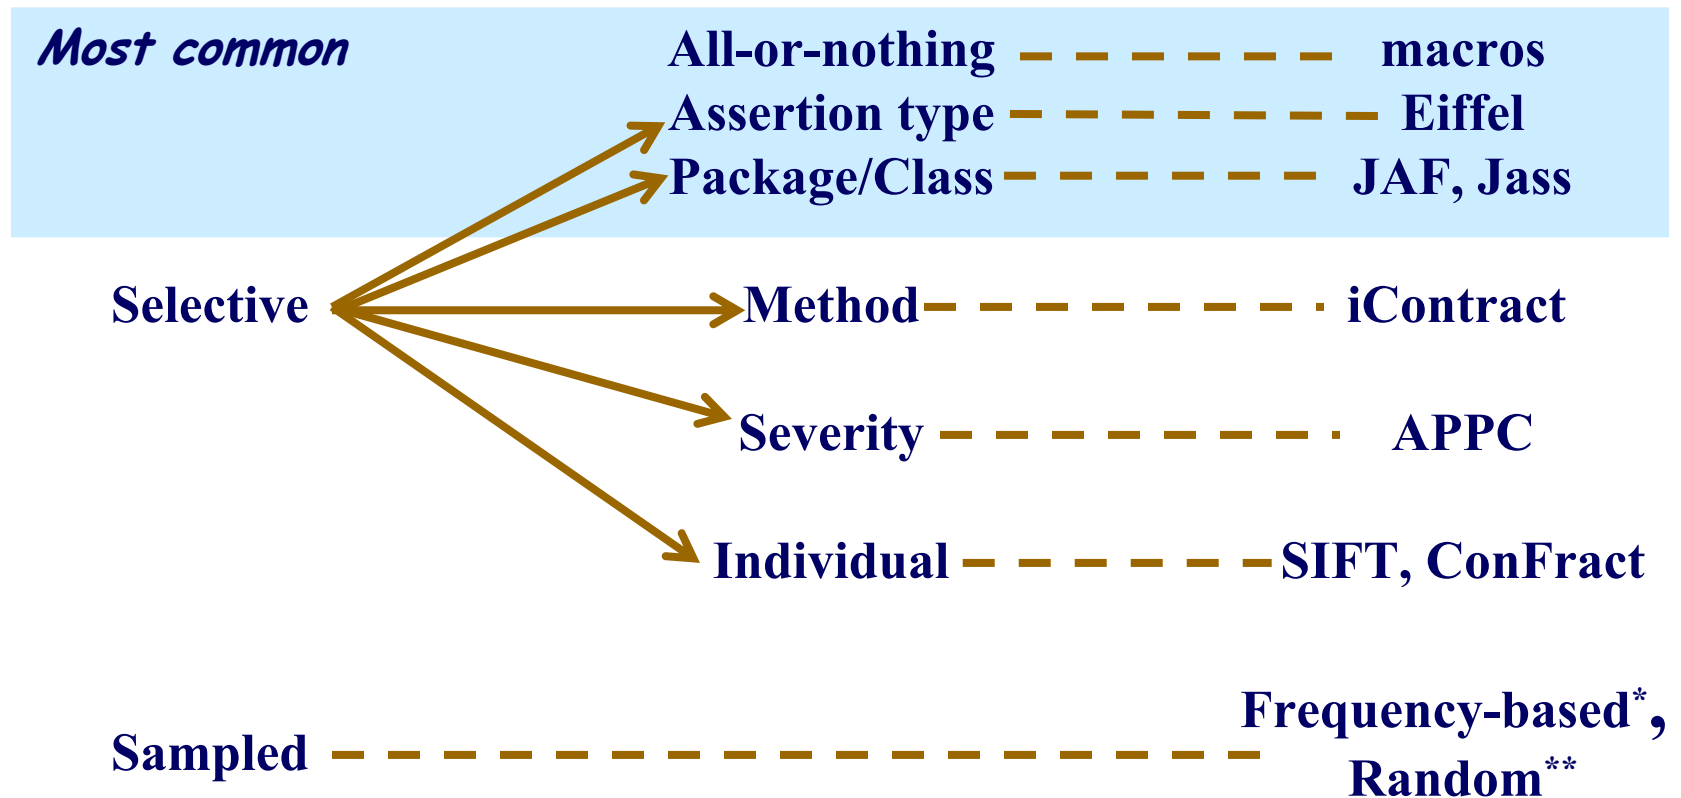 Most common
All-or-nothing macros
Assertion type Eiffel
Package/Class JAF, Jass
Selective Method iContract
Severity APPC
Individual SIFT, ConFract
Sampled Frequency-based*,
Random**